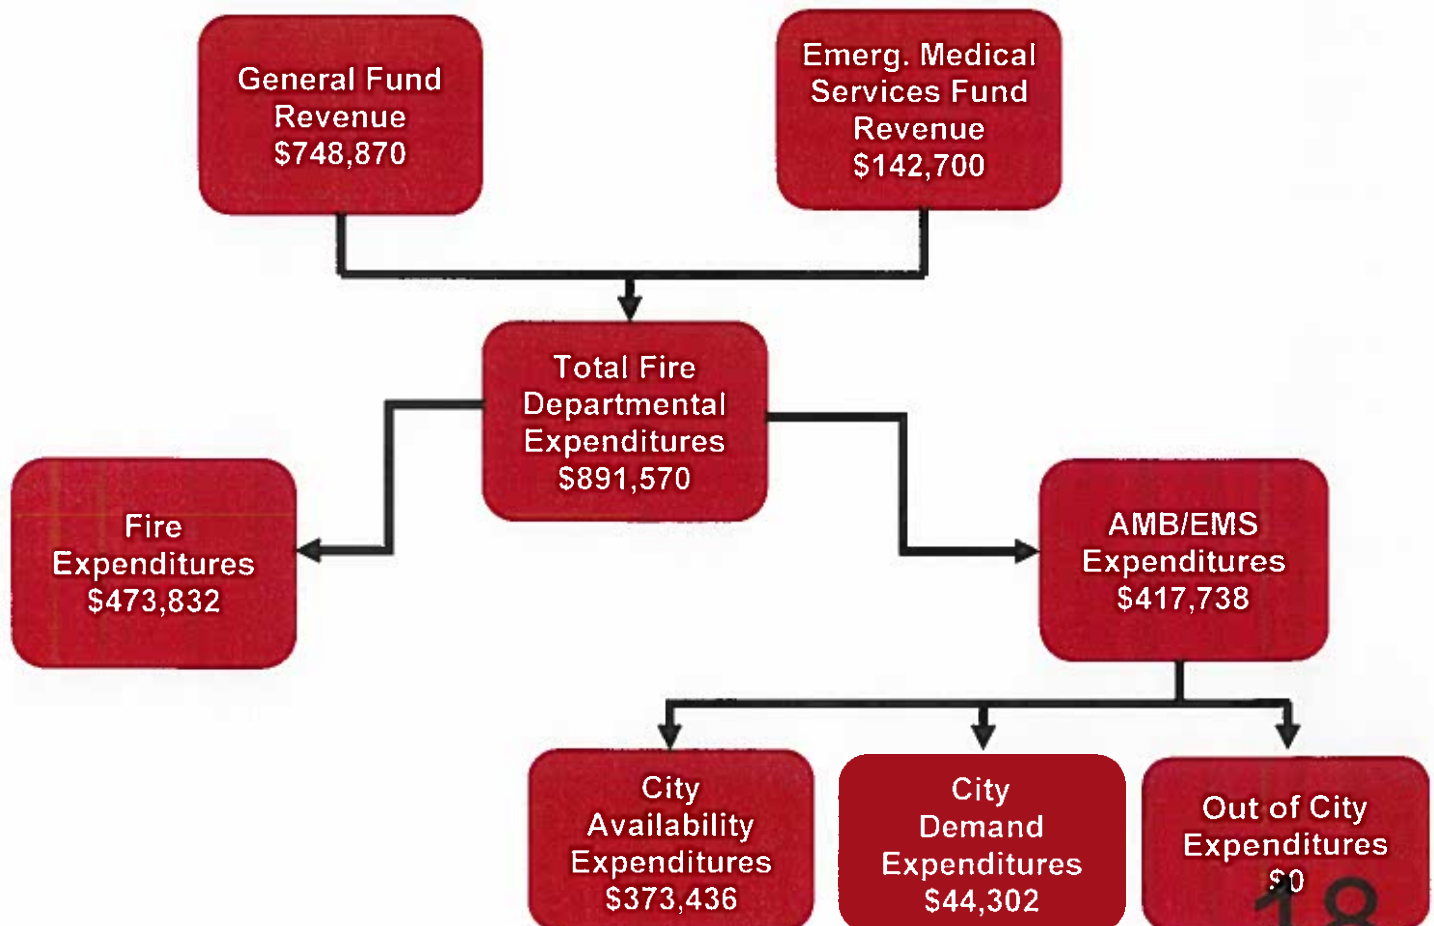 General Fund
Revenue
$748,870
Emerg. Medical
Services Fund
Revenue
$142,700
Total Fire
Departmental
Expenditures
$891,570
Fire
Expenditures
$473,832
AMB/EMS
Expenditures
$417,738
City
Availability
Expenditures
$373,436
City
Demand
Expenditures
$44,302
Out of City
Expenditures
$0
18